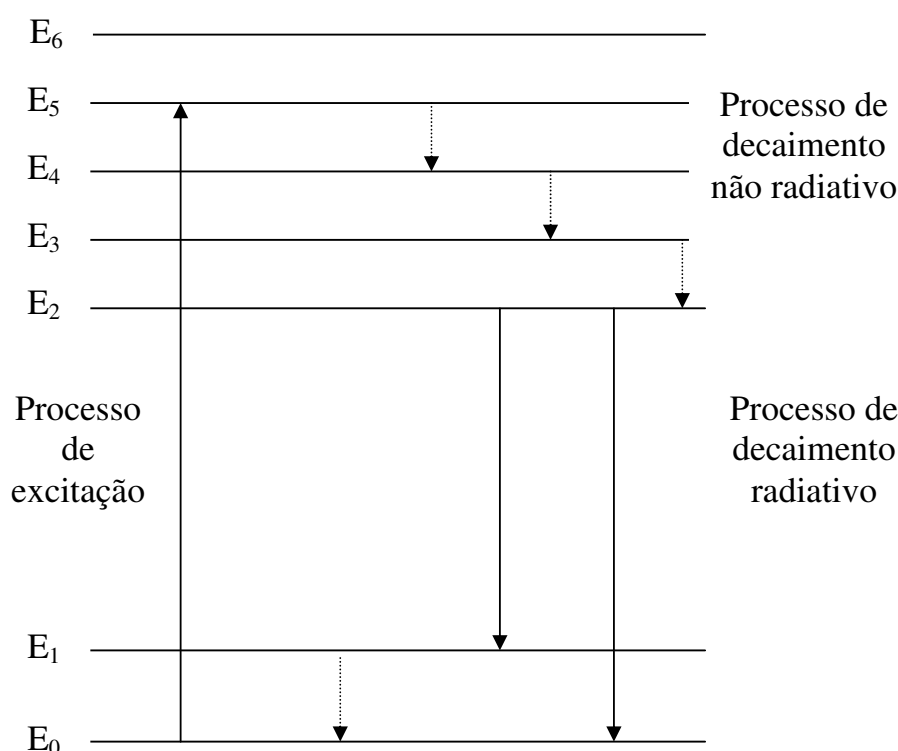 E₆
E₅
Processo de
decaimento
não radiativo
E₄
E₃
E₂
Processo
de
excitação
Processo de
decaimento
radiativo
E₁
E₀